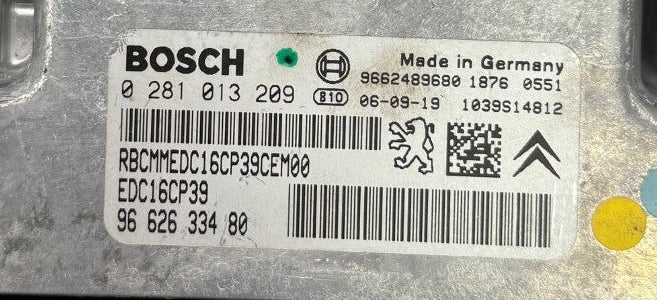 BOSCH
Made in Germany
9662489680 1876 0551
0 281 013 209 810 06-09-19 1039S14812
RBCMMEDC16CP39CEM00
EDC16CP39
96 626 334 80